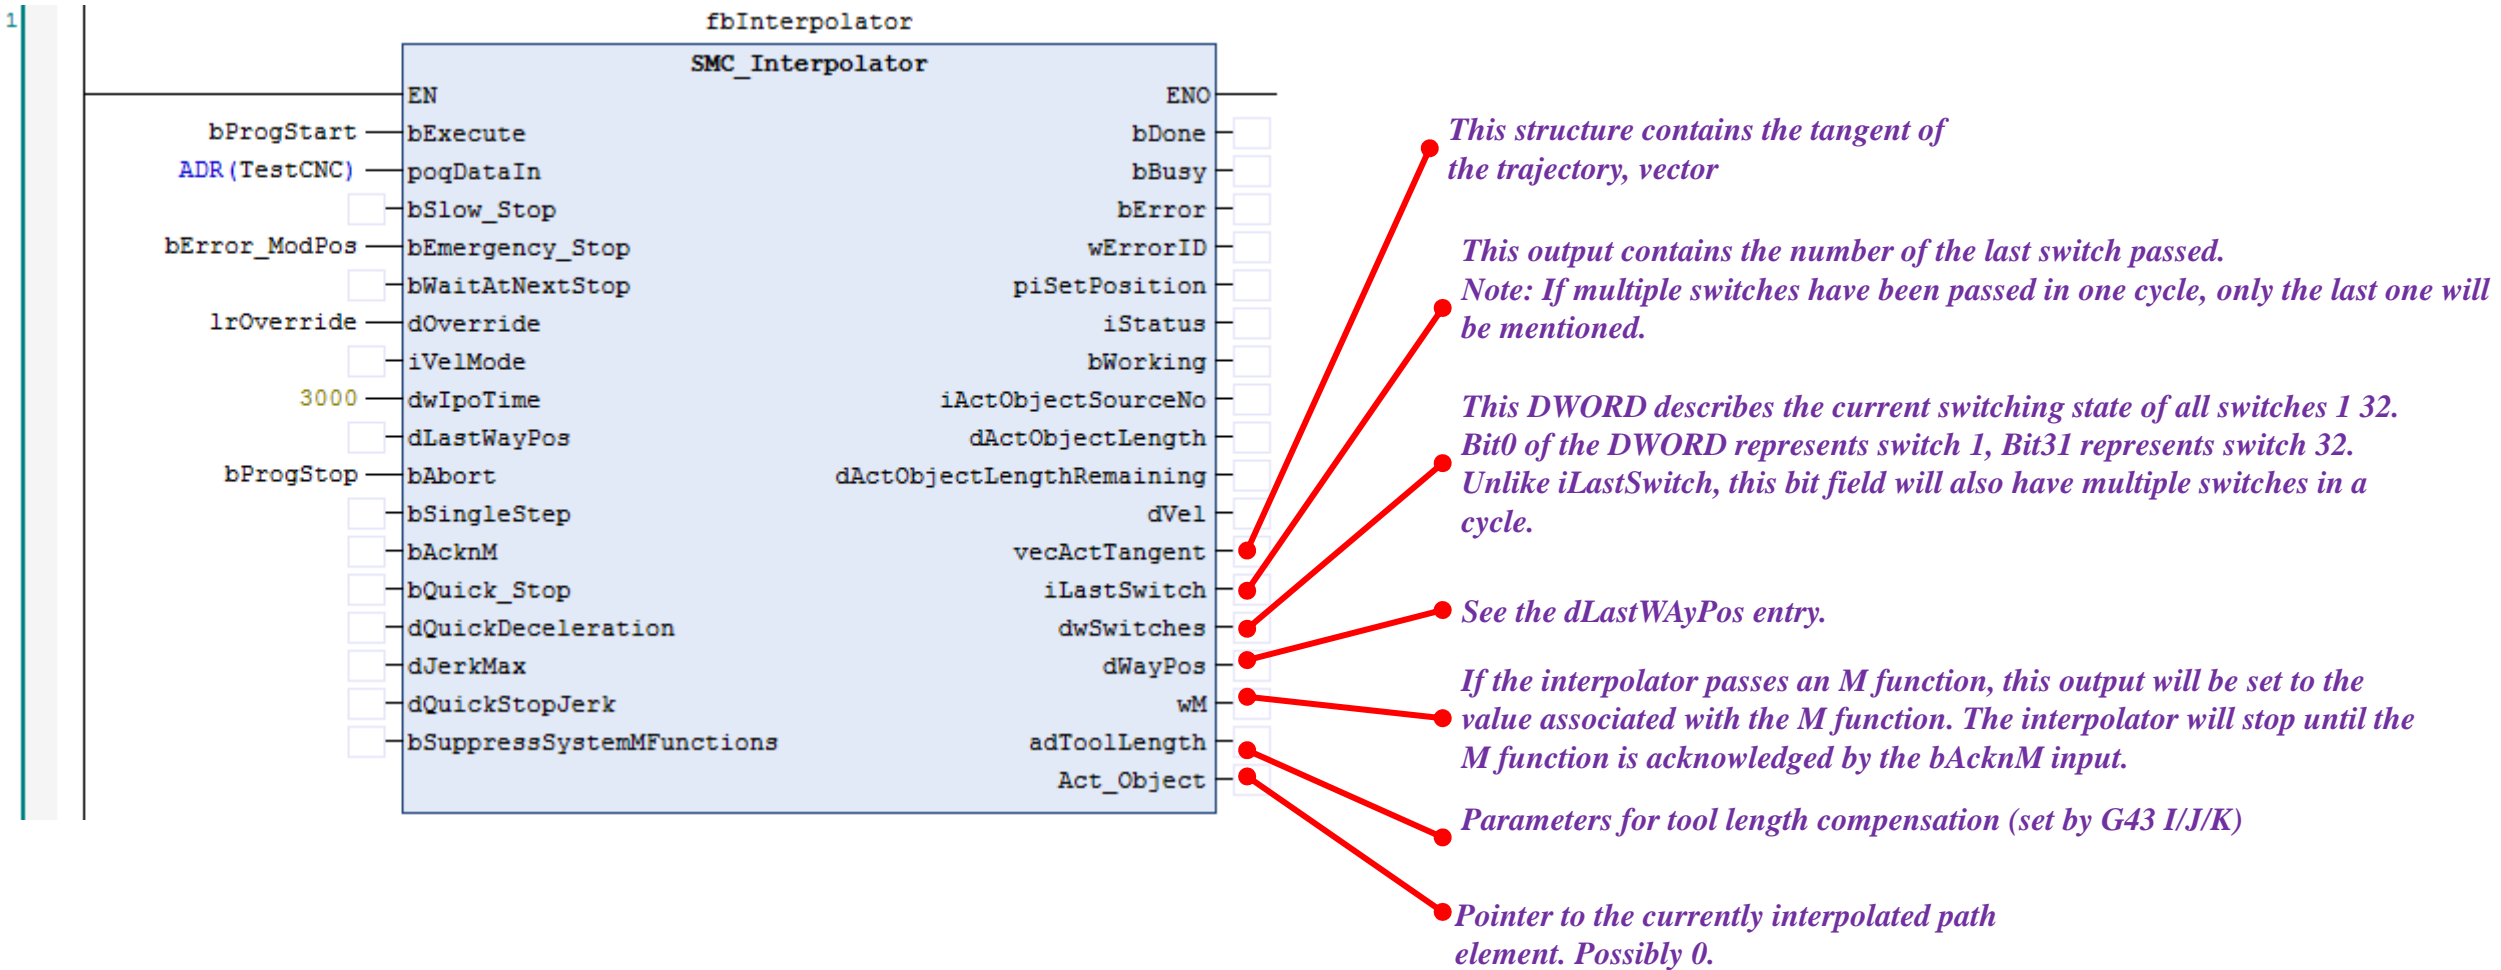 1
fbInterpolator
SMC_Interpolator
EN ENO
bProgStart bExecute bDone
ADR(TestCNC) poqDataIn bBusy
bSlow_Stop bError
bError_ModPos bEmergency_Stop wErrorID
bWaitAtNextStop piSetPosition
lrOverride dOverride iStatus
iVelMode bWorking
3000 dwIpoTime iActObjectSourceNo
dLastWayPos dActObjectLength
bProgStop bAbort dActObjectLengthRemaining
bSingleStep dVel
bAcknM vecActTangent
bQuick_Stop iLastSwitch
dQuickDeceleration dwSwitches
dJerkMax dWayPos
dQuickStopJerk wM
bSuppressSystemMFunctions adToolLength
Act_Object
This structure contains the tangent of
the trajectory, vector
This output contains the number of the last switch passed.
Note: If multiple switches have been passed in one cycle, only the last one will
be mentioned.
This DWORD describes the current switching state of all switches 1 32.
Bit0 of the DWORD represents switch 1, Bit31 represents switch 32.
Unlike iLastSwitch, this bit field will also have multiple switches in a
cycle.
See the dLastWAyPos entry.
If the interpolator passes an M function, this output will be set to the
value associated with the M function. The interpolator will stop until the
M function is acknowledged by the bAcknM input.
Parameters for tool length compensation (set by G43 I/J/K)
Pointer to the currently interpolated path
element. Possibly 0.